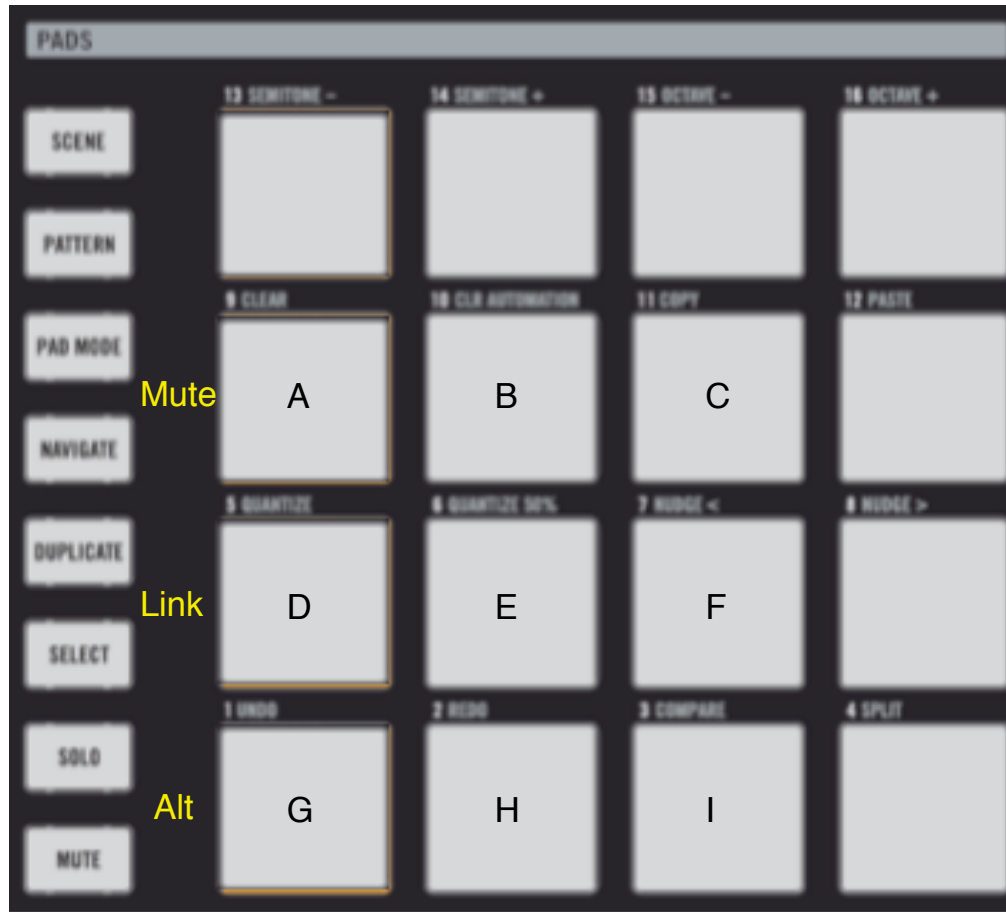 PADS
13 SEMITONE - 14 SEMITONE + 15 OCTAVE - 16 OCTAVE +
SCENE
PATTERN
9 CLEAR 10 CLR AUTOMATION 11 COPY 12 PASTE
PAD MODE
Mute A B C
NAVIGATE
5 QUANTIZE 6 QUANTIZE 50% 7 NUDGE < 8 NUDGE >
DUPLICATE
Link D E F
SELECT
1 UNDO 2 REDO 3 COMPARE 4 SPLIT
SOLO
Alt G H I
MUTE